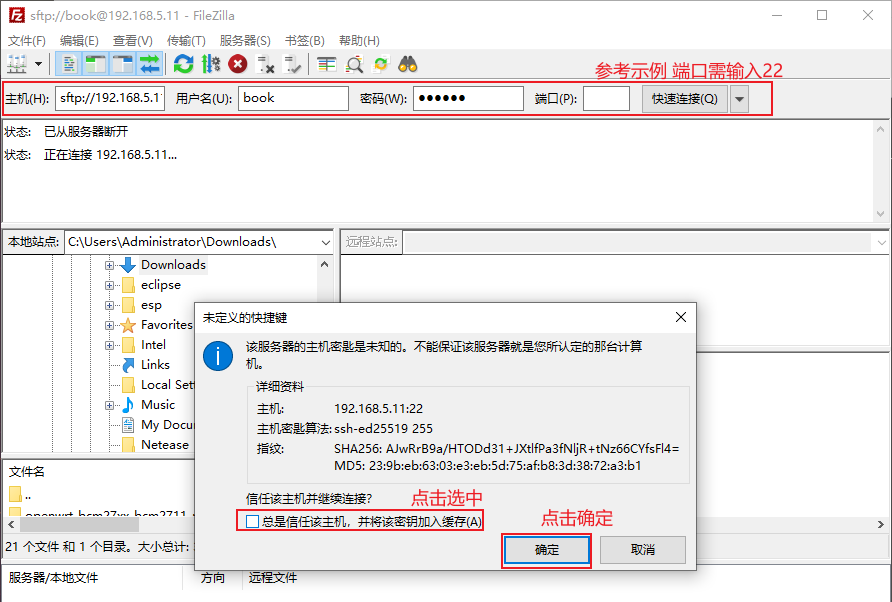 sftp://book@192.168.5.11 - FileZilla
文件(F) 编辑(E) 查看(V) 传输(T) 服务器(S) 书签(B) 帮助(H)
参考示例 端口需输入22
主机(H): sftp://192.168.5.1 用户名(U): book 密码(W): ●●●●●● 端口(P): 快速连接(Q)
状态: 已从服务器断开
状态: 正在连接 192.168.5.11...
本地站点: C:\Users\Administrator\Downloads\ 远程站点:
Downloads
eclipse
esp
Favorites
Intel
Links
Local Set
Music
My Docu
Netease
文件名
..
openwrt-bcm27xx-bcm2711
21 个文件 和 1 个目录。大小总计:
服务器/本地文件 方向 远程文件
未定义的快捷键
该服务器的主机密匙是未知的。不能保证该服务器就是您所认定的那台计算
机。
详细资料
主机: 192.168.5.11:22
主机密匙算法: ssh-ed25519 255
指纹: SHA256: AJwRrB9a/HTODd31+JXtlfPa3fNljR+tNz66CYfsFl4=
MD5: 23:9b:eb:63:03:e3:eb:5d:75:af:b8:3d:38:72:a3:b1
信任该主机并继续连接?
点击选中
总是信任该主机，并将该密钥加入缓存(A)
点击确定
确定 取消